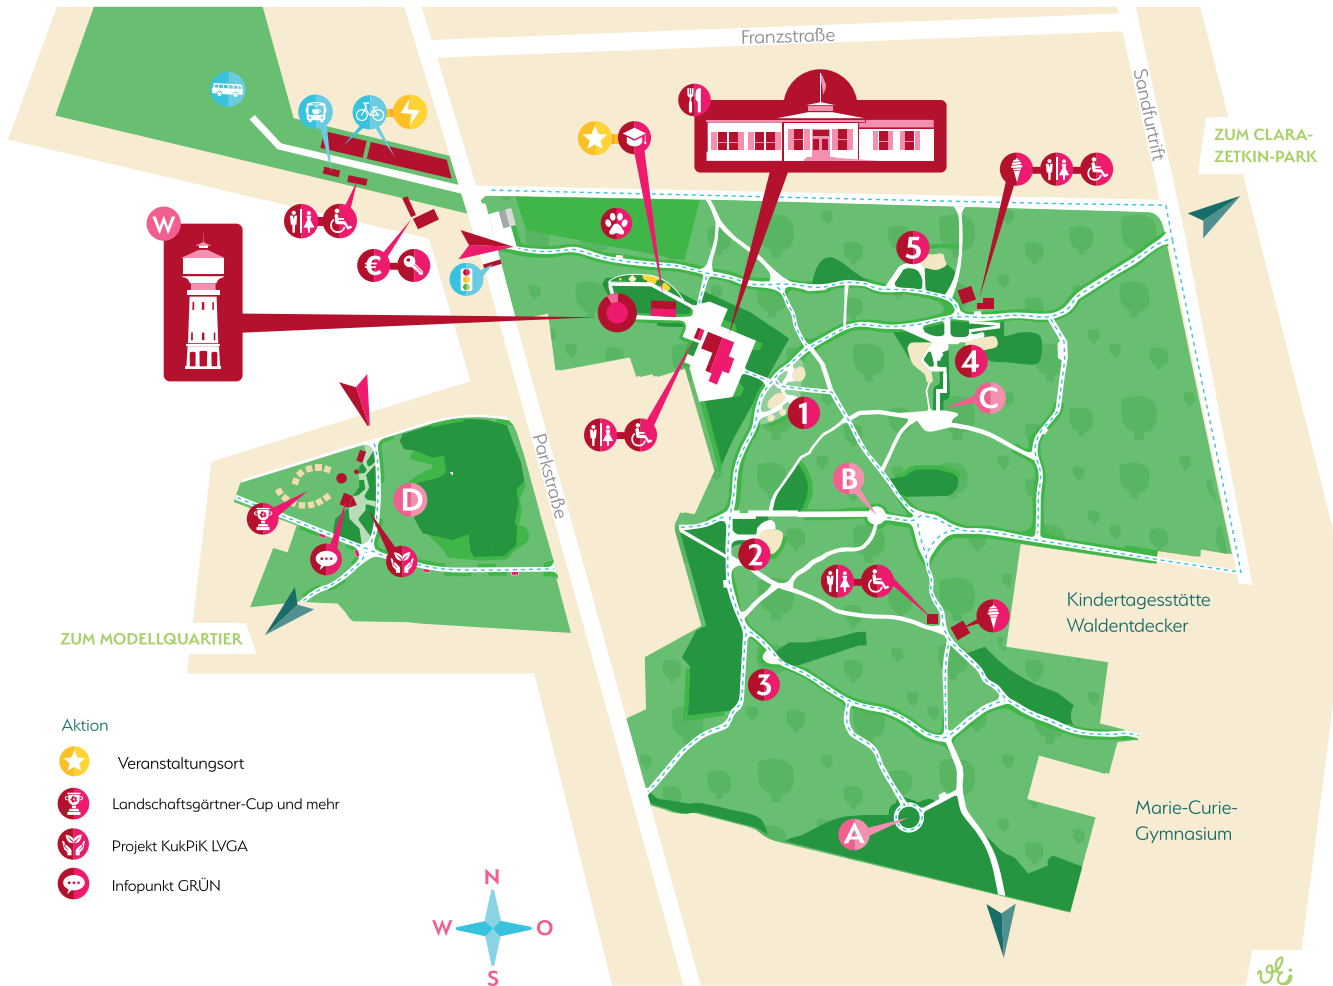 Franzstraße
Sandfurtrift
ZUM CLARA-
ZETKIN-PARK
W
€
5
4
C
1
B
Parkstraße
D
2
3
A
Kindertagesstätte
Waldentdecker
ZUM MODELLQUARTIER
Marie-Curie-
Gymnasium
Aktion
Veranstaltungsort
Landschaftsgärtner-Cup und mehr
Projekt KukPiK LVGA
Infopunkt GRÜN
N
W
O
S